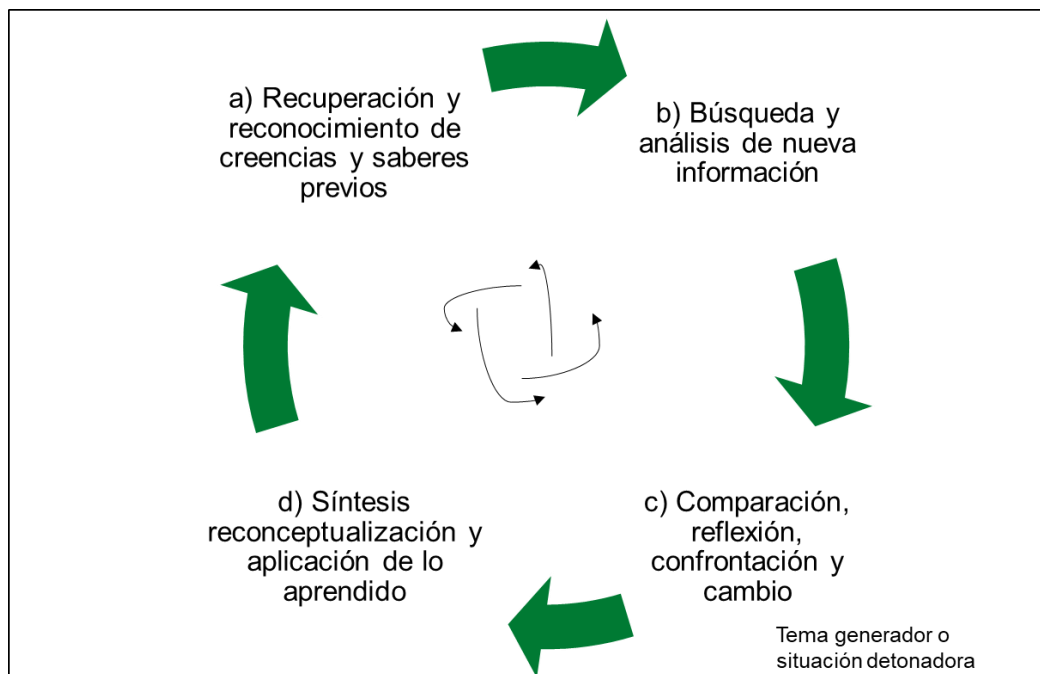 a) Recuperación y
reconocimiento de
creencias y saberes
previos
b) Búsqueda y
análisis de nueva
información
c) Comparación,
reflexión,
confrontación y
cambio
d) Síntesis
reconceptualización y
aplicación de lo
aprendido
Tema generador o
situación detonadora